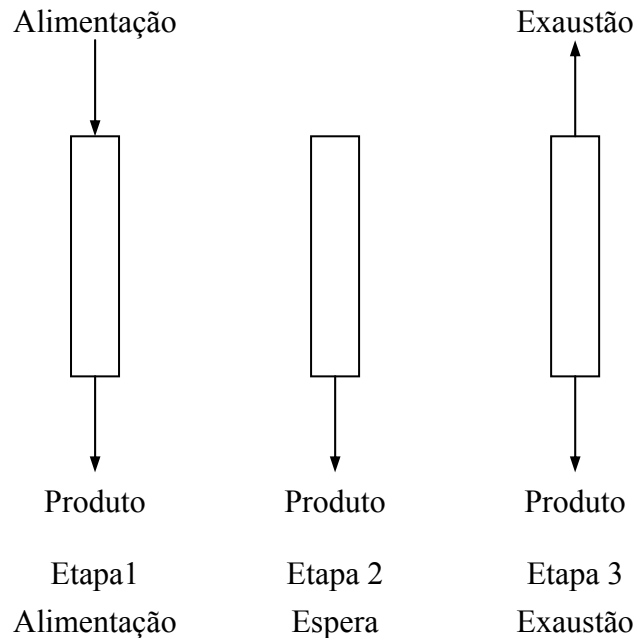 Alimentação Exaustão
Produto Produto Produto
Etapa1 Etapa 2 Etapa 3
Alimentação Espera Exaustão